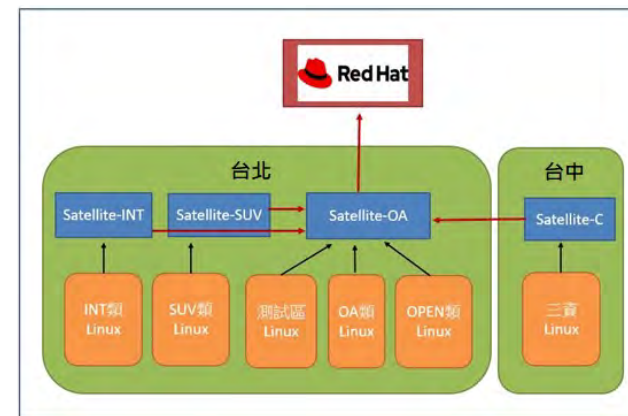 Red Hat
台北
台中
Satellite-INT
Satellite-SUV
Satellite-OA
Satellite-C
INT類
Linux
SUV類
Linux
測試區
Linux
OA類
Linux
OPEN類
Linux
三資
Linux